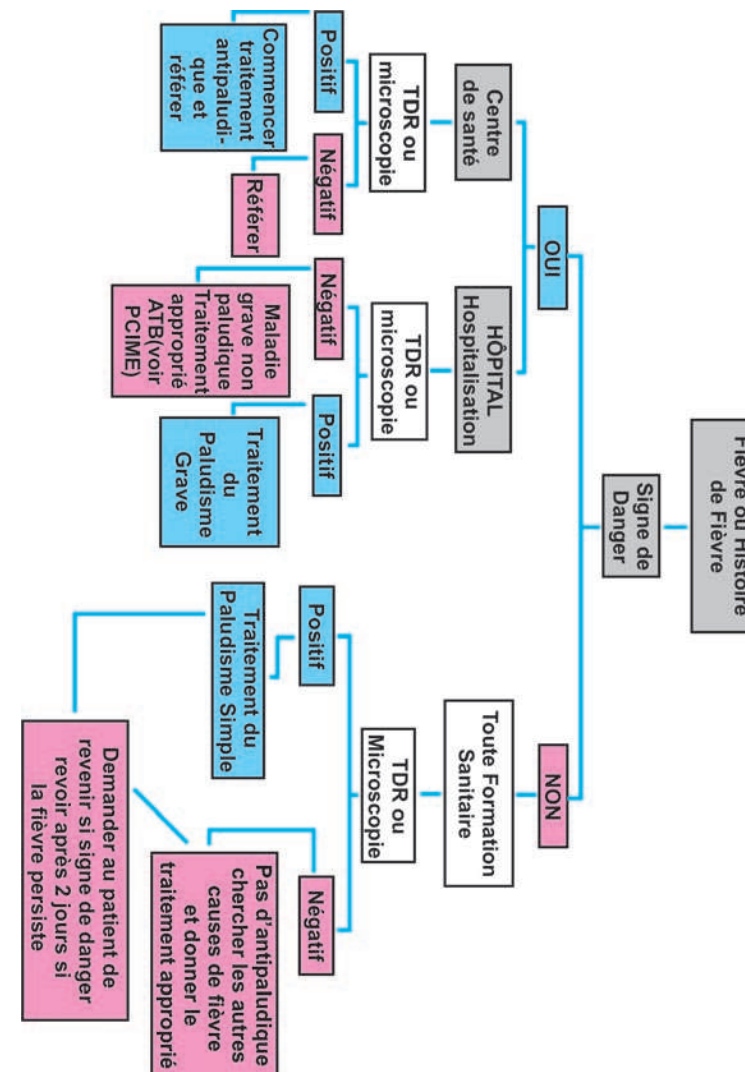 Fièvre ou Histoire
de Fièvre
Signe de
Danger
OUI
NON
Centre
de santé
HÔPITAL
Hospitalisation
Toute Formation
Sanitaire
TDR ou
microscopie
TDR ou
microscopie
TDR ou
Microscopie
Positif
Négatif
Négatif
Positif
Positif
Négatif
Commencer
traitement
antipaludi-
que et
référer
Référer
Maladie
grave non
paludique
Traitement
approprié
ATB(voir
PCIME)
Traitement
du
Paludisme
Grave
Traitement du
Paludisme Simple
Pas d'antipaludique
chercher les autres
causes de fièvre
et donner le
traitement approprié
Demander au patient de
revenir si signe de danger
revoir après 2 jours si
la fièvre persiste